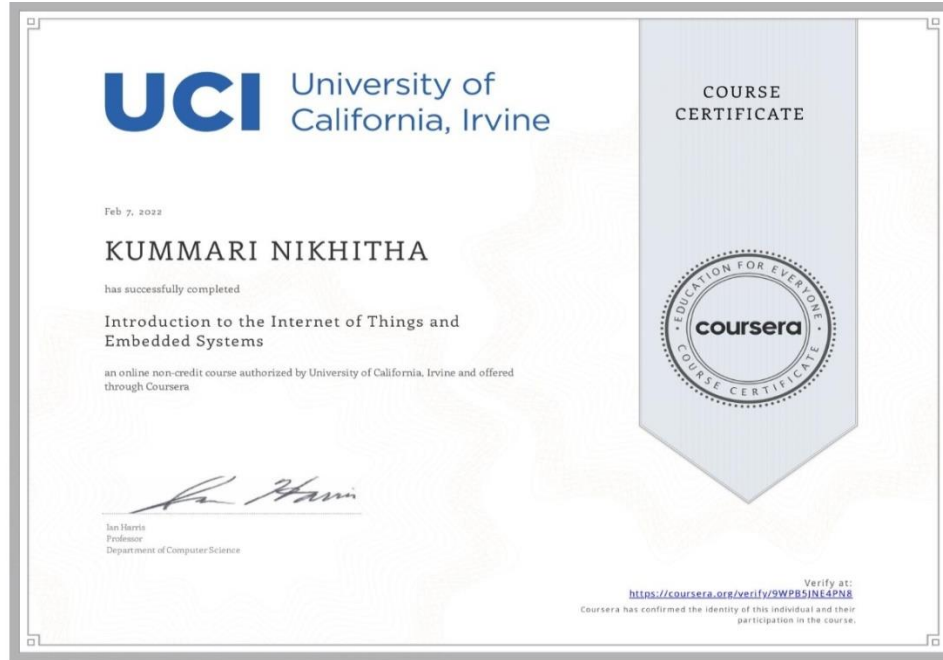 UCI University of
California, Irvine
COURSE
CERTIFICATE
Feb 7, 2022
KUMMARI NIKHITHA
has successfully completed
Introduction to the Internet of Things and
Embedded Systems
an online non-credit course authorized by University of California, Irvine and offered
through Coursera
EDUCATION FOR EVERYONE
coursera
COURSE CERTIFICATE
Ian Harris
Ian Harris
Professor
Department of Computer Science
Verify at:
https://coursera.org/verify/9WPB5JNE4PN8
Coursera has confirmed the identity of this individual and their
participation in the course.